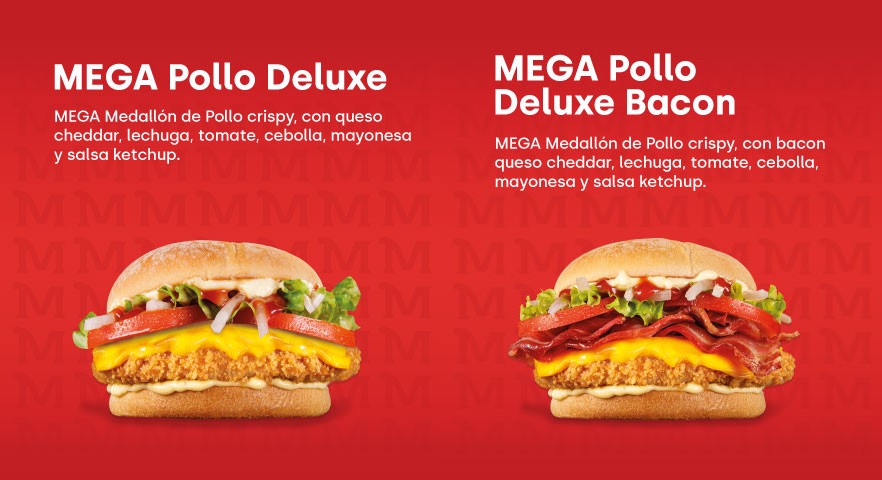 MEGA Pollo Deluxe
MEGA Medallón de Pollo crispy, con queso
cheddar, lechuga, tomate, cebolla, mayonesa
y salsa ketchup.
MEGA Pollo
Deluxe Bacon
MEGA Medallón de Pollo crispy, con bacon
queso cheddar, lechuga, tomate, cebolla,
mayonesa y salsa ketchup.